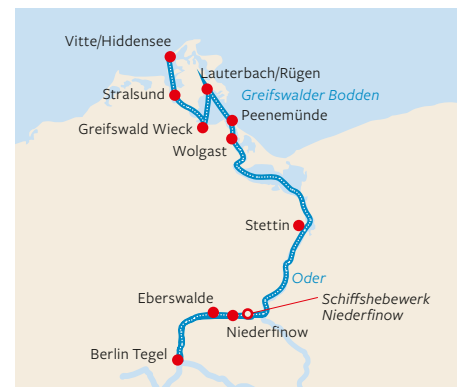 Vitte/Hiddensee
Lauterbach/Rügen
Stralsund
Greifswalder Bodden
Peenemünde
Greifswald Wieck
Wolgast
Stettin
Oder
Eberswalde
Schiffshebewerk
Niederfinow
Niederfinow
Berlin Tegel